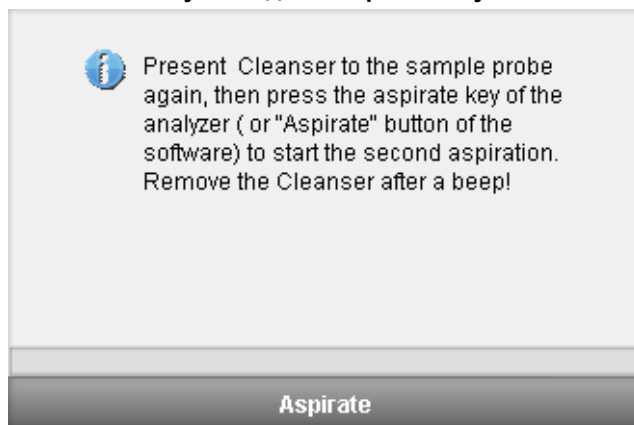 Present Cleanser to the sample probe
again, then press the aspirate key of the
analyzer ( or "Aspirate" button of the
software) to start the second aspiration.
Remove the Cleanser after a beep!
Aspirate